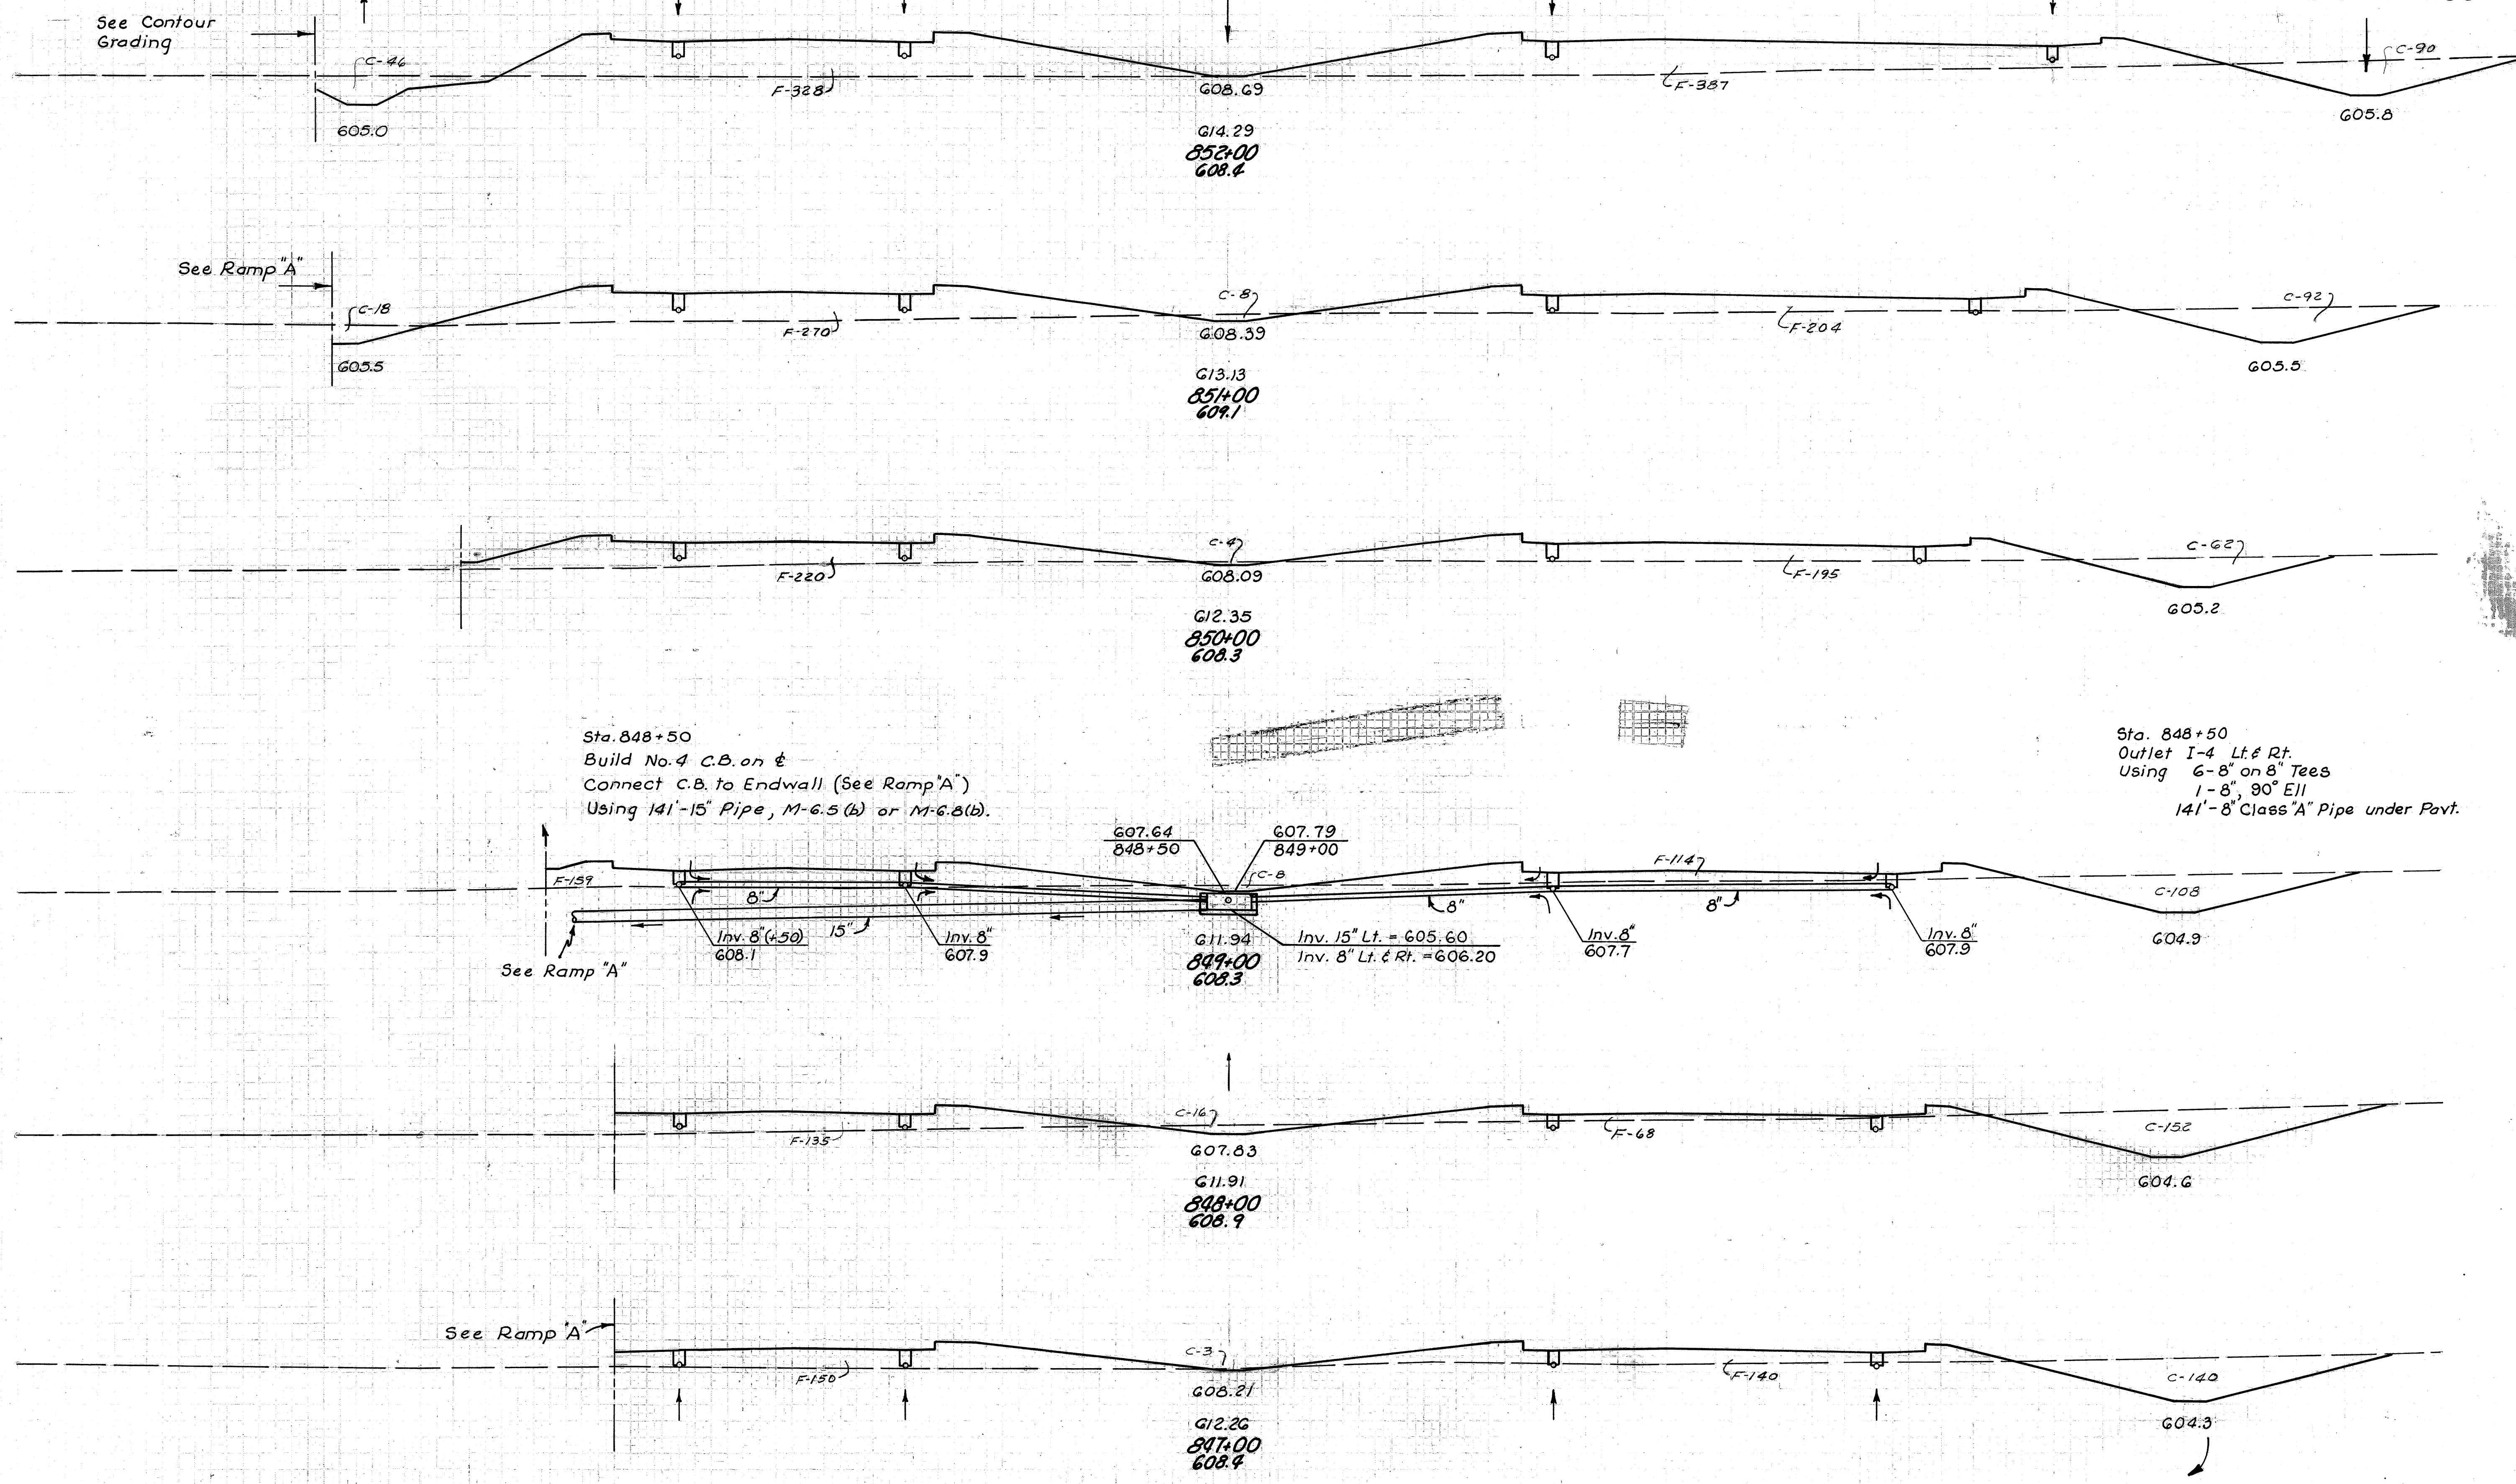 See Contour
Grading
C-46
F-328
608.69
F-387
C-90
605.0
605.8
614.29
852+00
608.4
See Ramp "A"
C-18
F-270
C-8
608.39
F-204
C-92
605.5
605.5
613.13
851+00
609.1
F-220
C-4
608.09
F-195
C-62
605.2
612.35
850+00
608.3
Sta. 848+50
Build No. 4 C.B. on ℄
Connect C.B. to Endwall (See Ramp "A")
Using 141'-15" Pipe, M-6.5 (b) or M-6.8(b).
Sta. 848+50
Outlet I-4 Lt. & Rt.
Using 6-8" on 8" Tees
1-8", 90° Ell
141'-8" Class "A" Pipe under Pavt.
607.64
848+50
607.79
849+00
F-159
8"
15"
C-8
F-114
8"
8"
C-108
Inv. 8" (+50)
608.1
Inv. 8"
607.9
611.94
849+00
608.3
Inv. 15" Lt. = 605.60
Inv. 8" Lt. & Rt. = 606.20
Inv. 8"
607.7
Inv. 8"
607.9
604.9
See Ramp "A"
F-135
C-16
607.83
F-68
C-152
604.6
611.91
848+00
608.9
See Ramp "A"
F-150
C-3
608.21
F-140
C-140
604.3
612.26
847+00
608.4